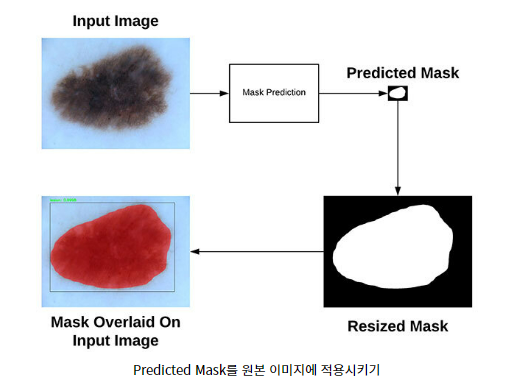 Input Image
Mask Prediction
Predicted Mask
Mask Overlaid On
Input Image
Resized Mask
Predicted Mask를 원본 이미지에 적용시키기